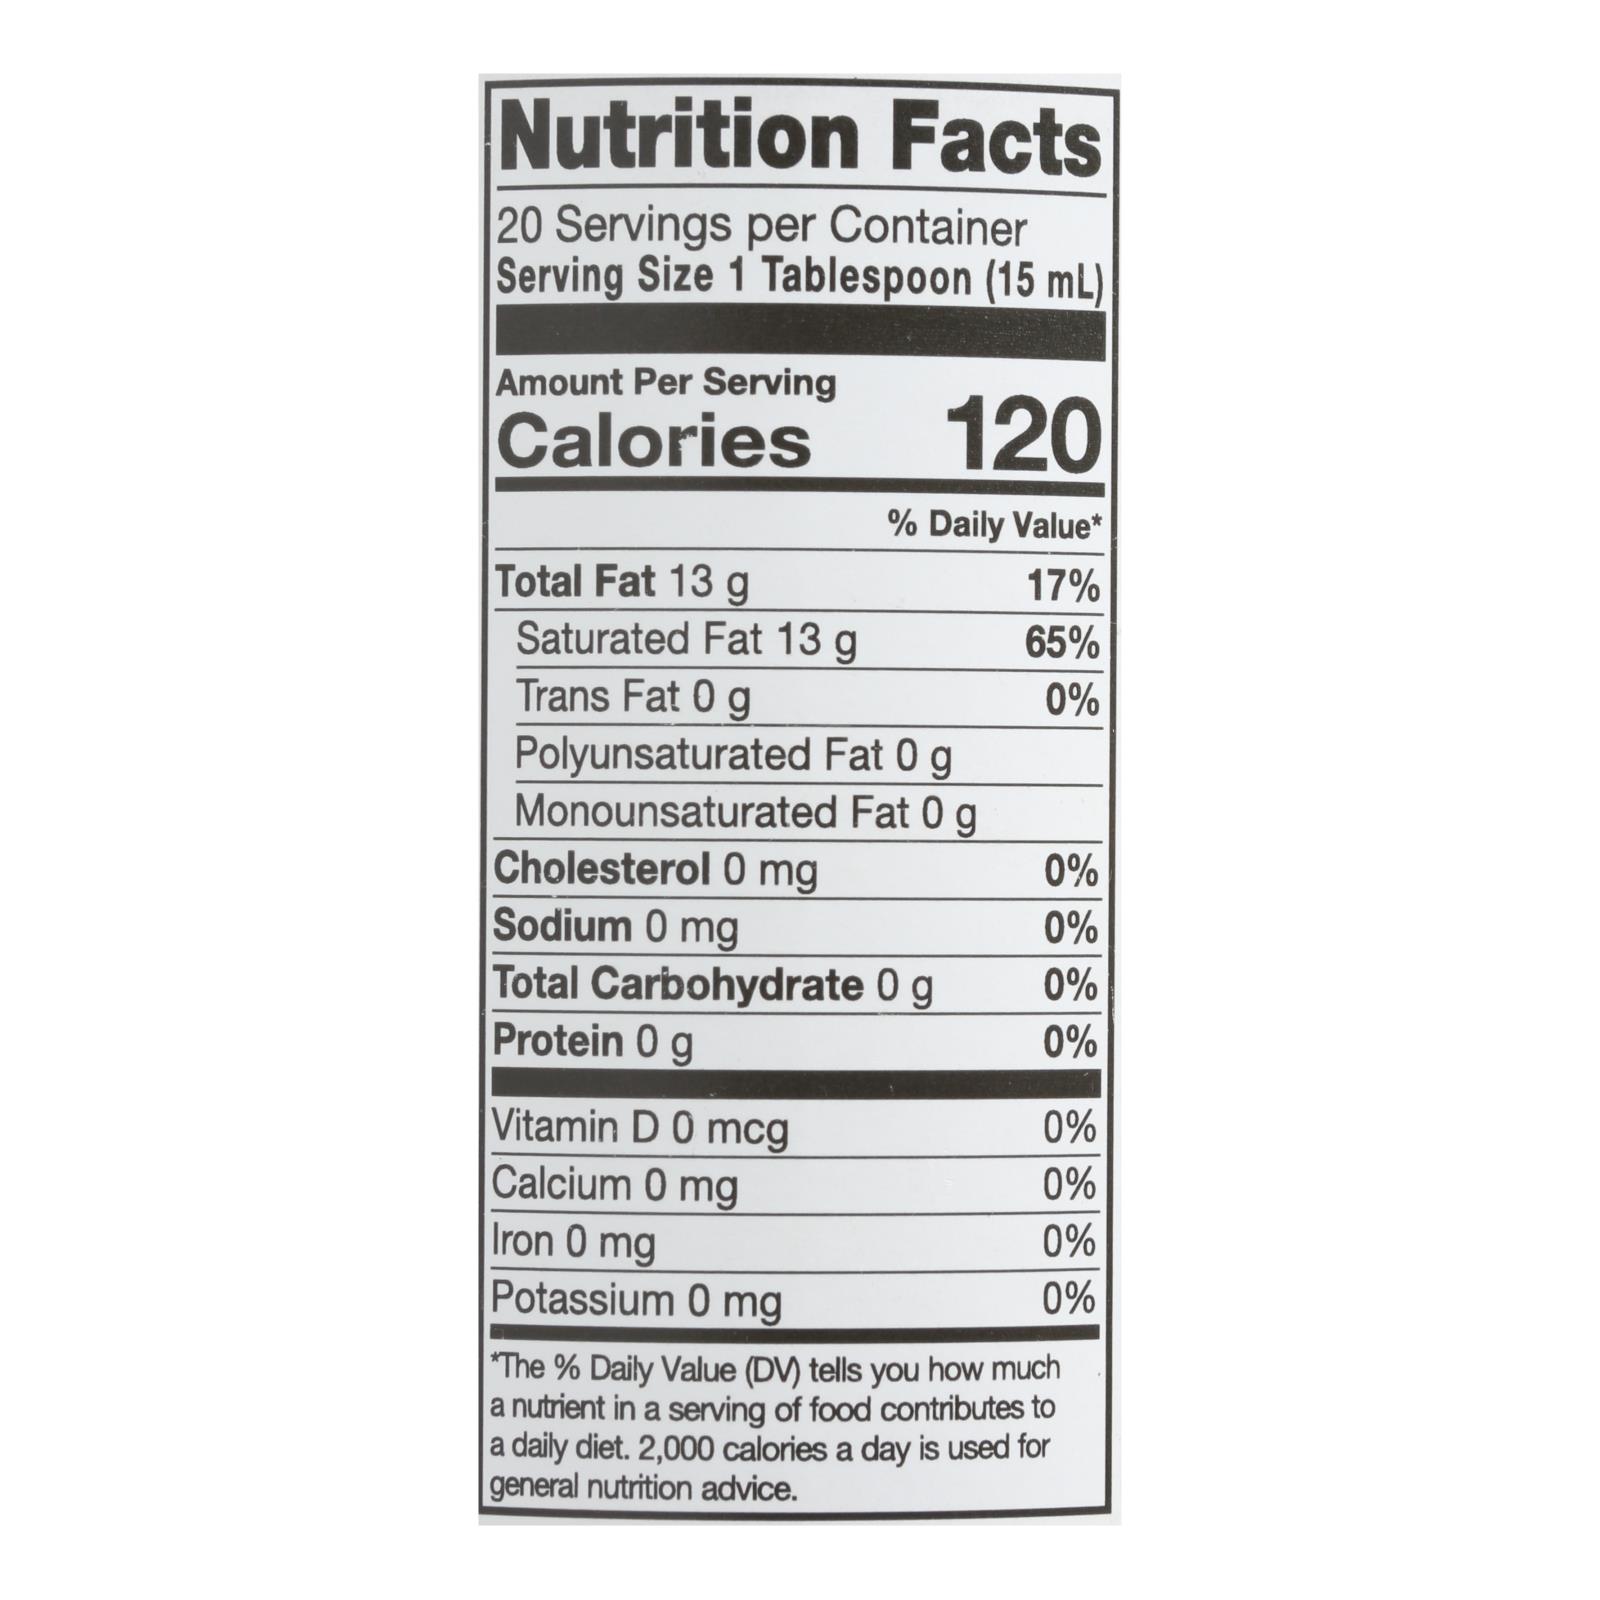 Nutrition Facts
20 Servings per Container
Serving Size 1 Tablespoon (15 mL)
Amount Per Serving
Calories 120
% Daily Value*
Total Fat 13 g 17%
Saturated Fat 13 g 65%
Trans Fat 0 g 0%
Polyunsaturated Fat 0 g
Monounsaturated Fat 0 g
Cholesterol 0 mg 0%
Sodium 0 mg 0%
Total Carbohydrate 0 g 0%
Protein 0 g 0%
Vitamin D 0 mcg 0%
Calcium 0 mg 0%
Iron 0 mg 0%
Potassium 0 mg 0%
*The % Daily Value (DV) tells you how much
a nutrient in a serving of food contributes to
a daily diet. 2,000 calories a day is used for
general nutrition advice.